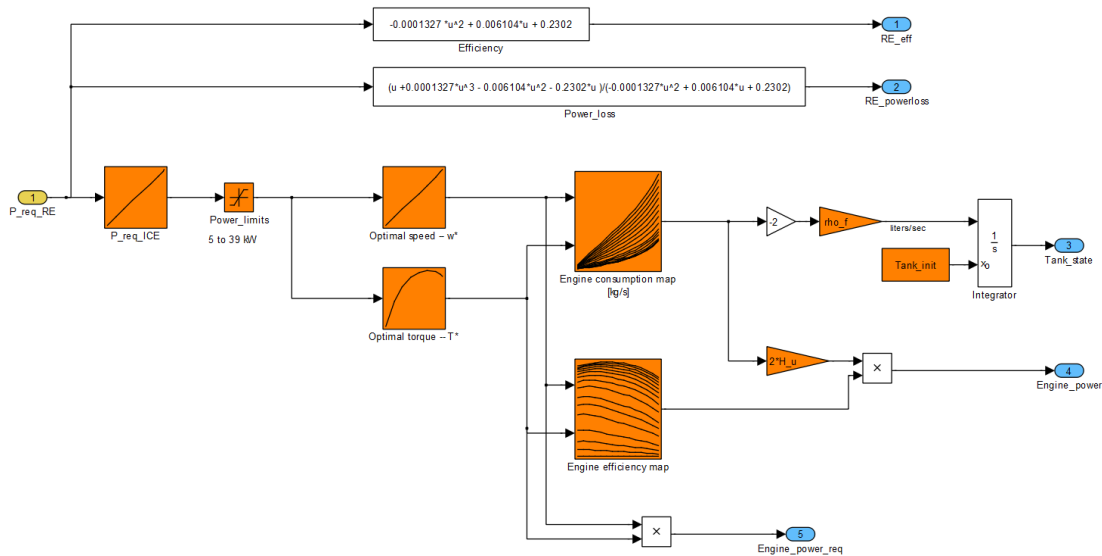 -0.0001327 *u^2 + 0.006104*u + 0.2302
Efficiency
1
RE_eff
(u +0.0001327*u^3 - 0.006104*u^2 - 0.2302*u )/(-0.0001327*u^2 + 0.006104*u + 0.2302)
Power_loss
2
RE_powerloss
1
P_req_RE
P_req_ICE
Power_limits
5 to 39 kW
Optimal speed -- w*
Optimal torque -- T*
Engine consumption map
[kg/s]
-2
rho_f
liters/sec
Tank_init
1
s
xo
Integrator
3
Tank_state
2*H_u
×
4
Engine_power
Engine efficiency map
×
5
Engine_power_req